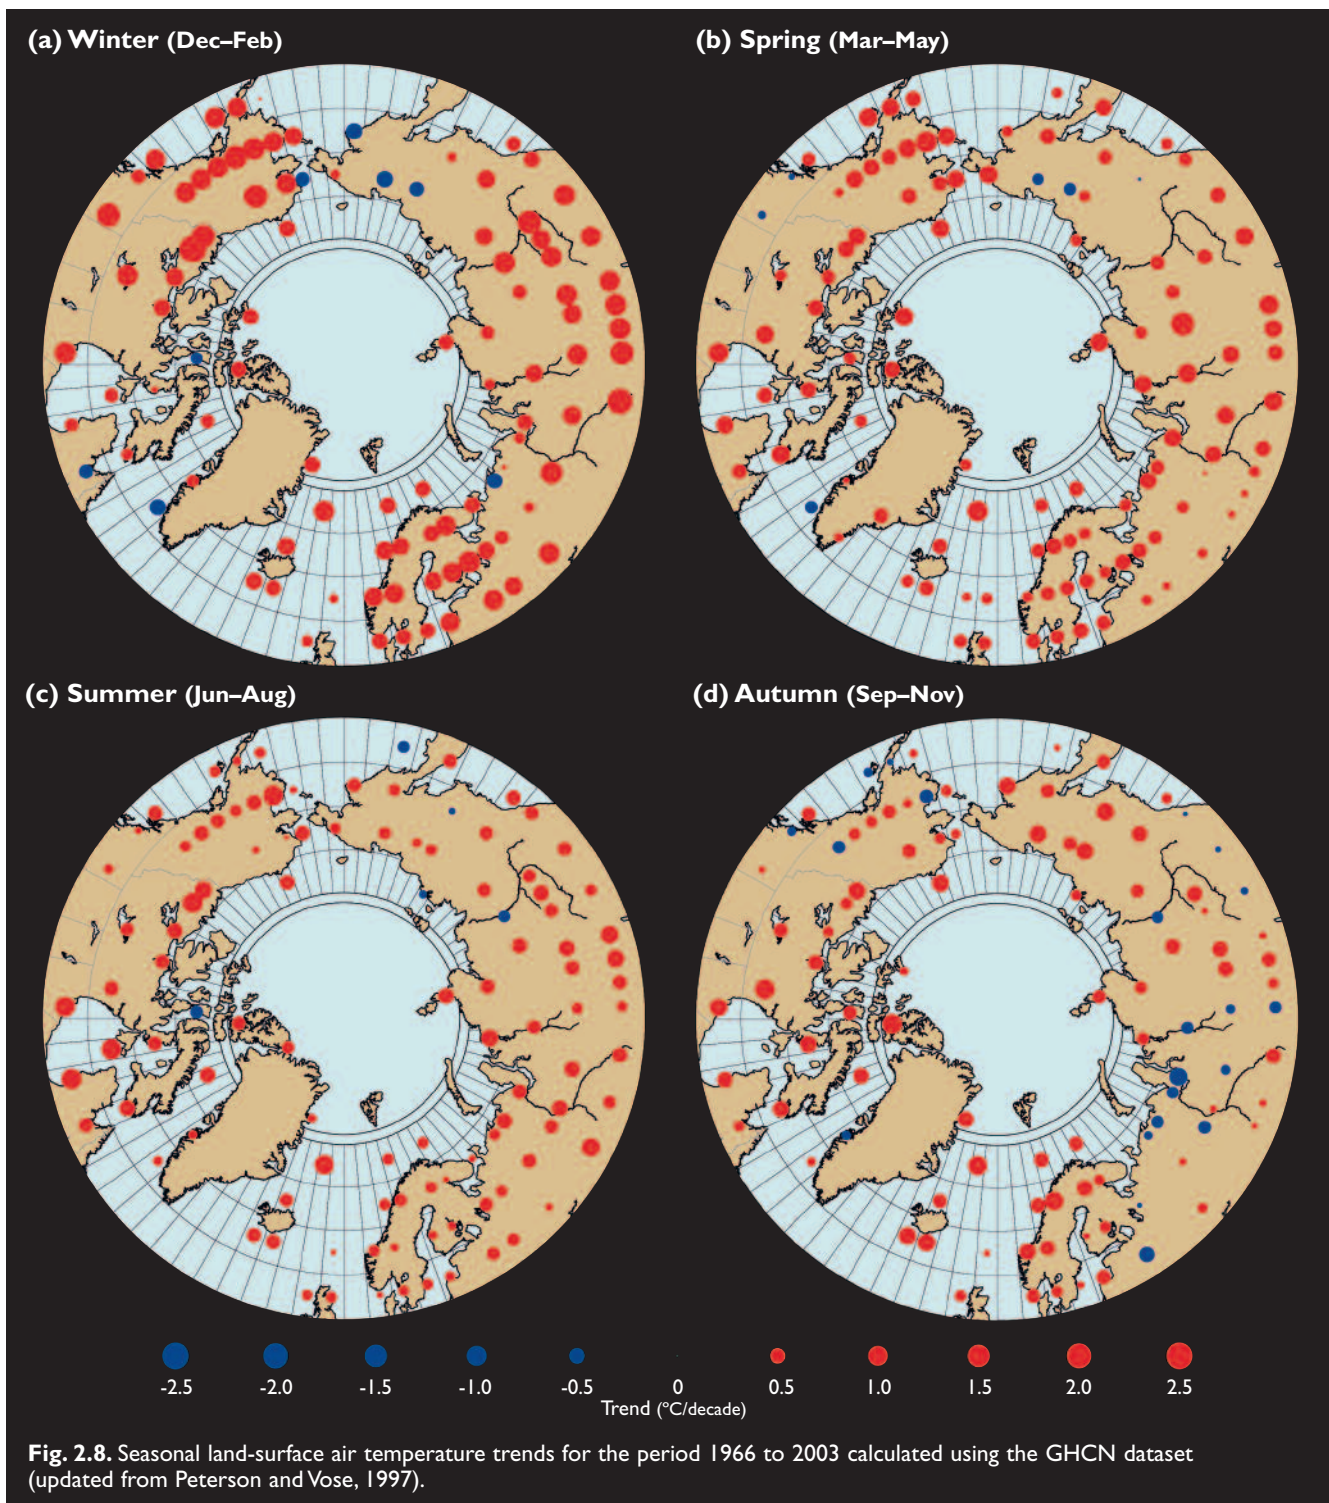 (a) Winter (Dec–Feb)
(b) Spring (Mar–May)
(c) Summer (Jun–Aug)
(d) Autumn (Sep–Nov)
-2.5 -2.0 -1.5 -1.0 -0.5 0 0.5 1.0 1.5 2.0 2.5
Trend (ºC/decade)
Fig. 2.8. Seasonal land-surface air temperature trends for the period 1966 to 2003 calculated using the GHCN dataset
(updated from Peterson and Vose, 1997).